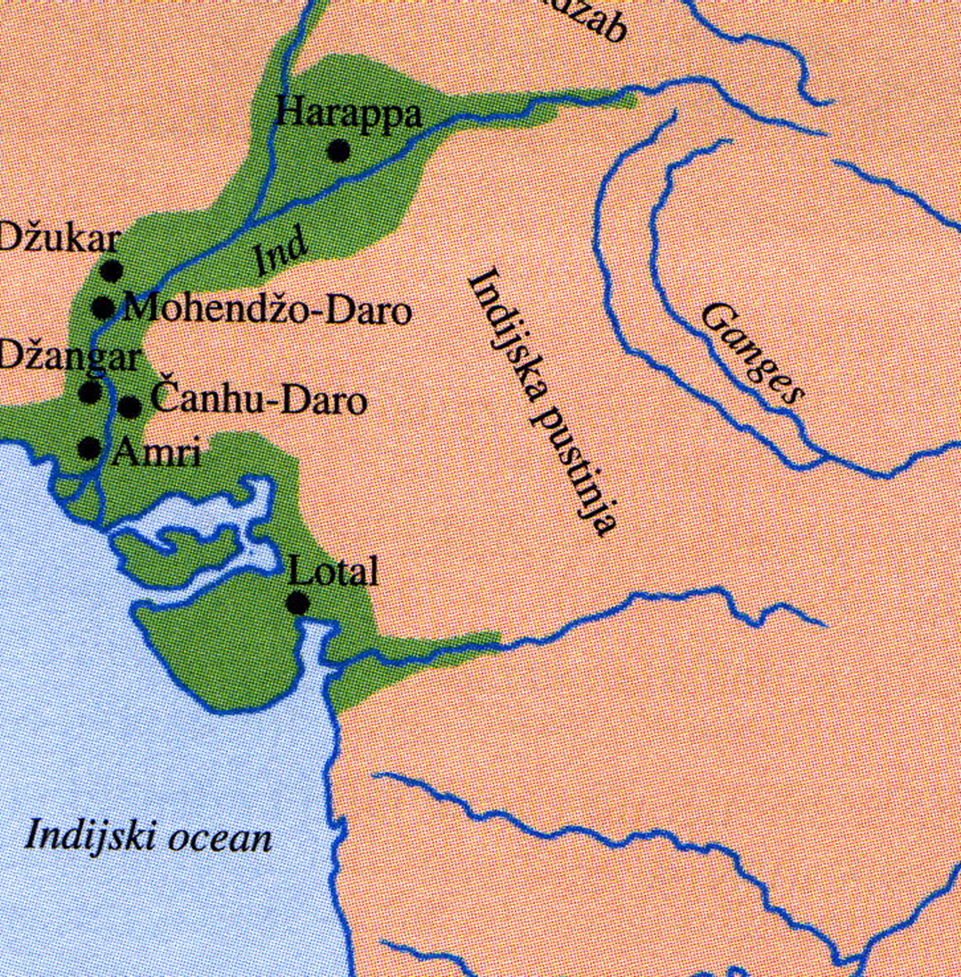 Harappa
Džukar
Ind
Mohendžo-Daro
Džangar
Čanhu-Daro
Amri
Indijska pustinja
Ganges
Lotal
Indijski ocean